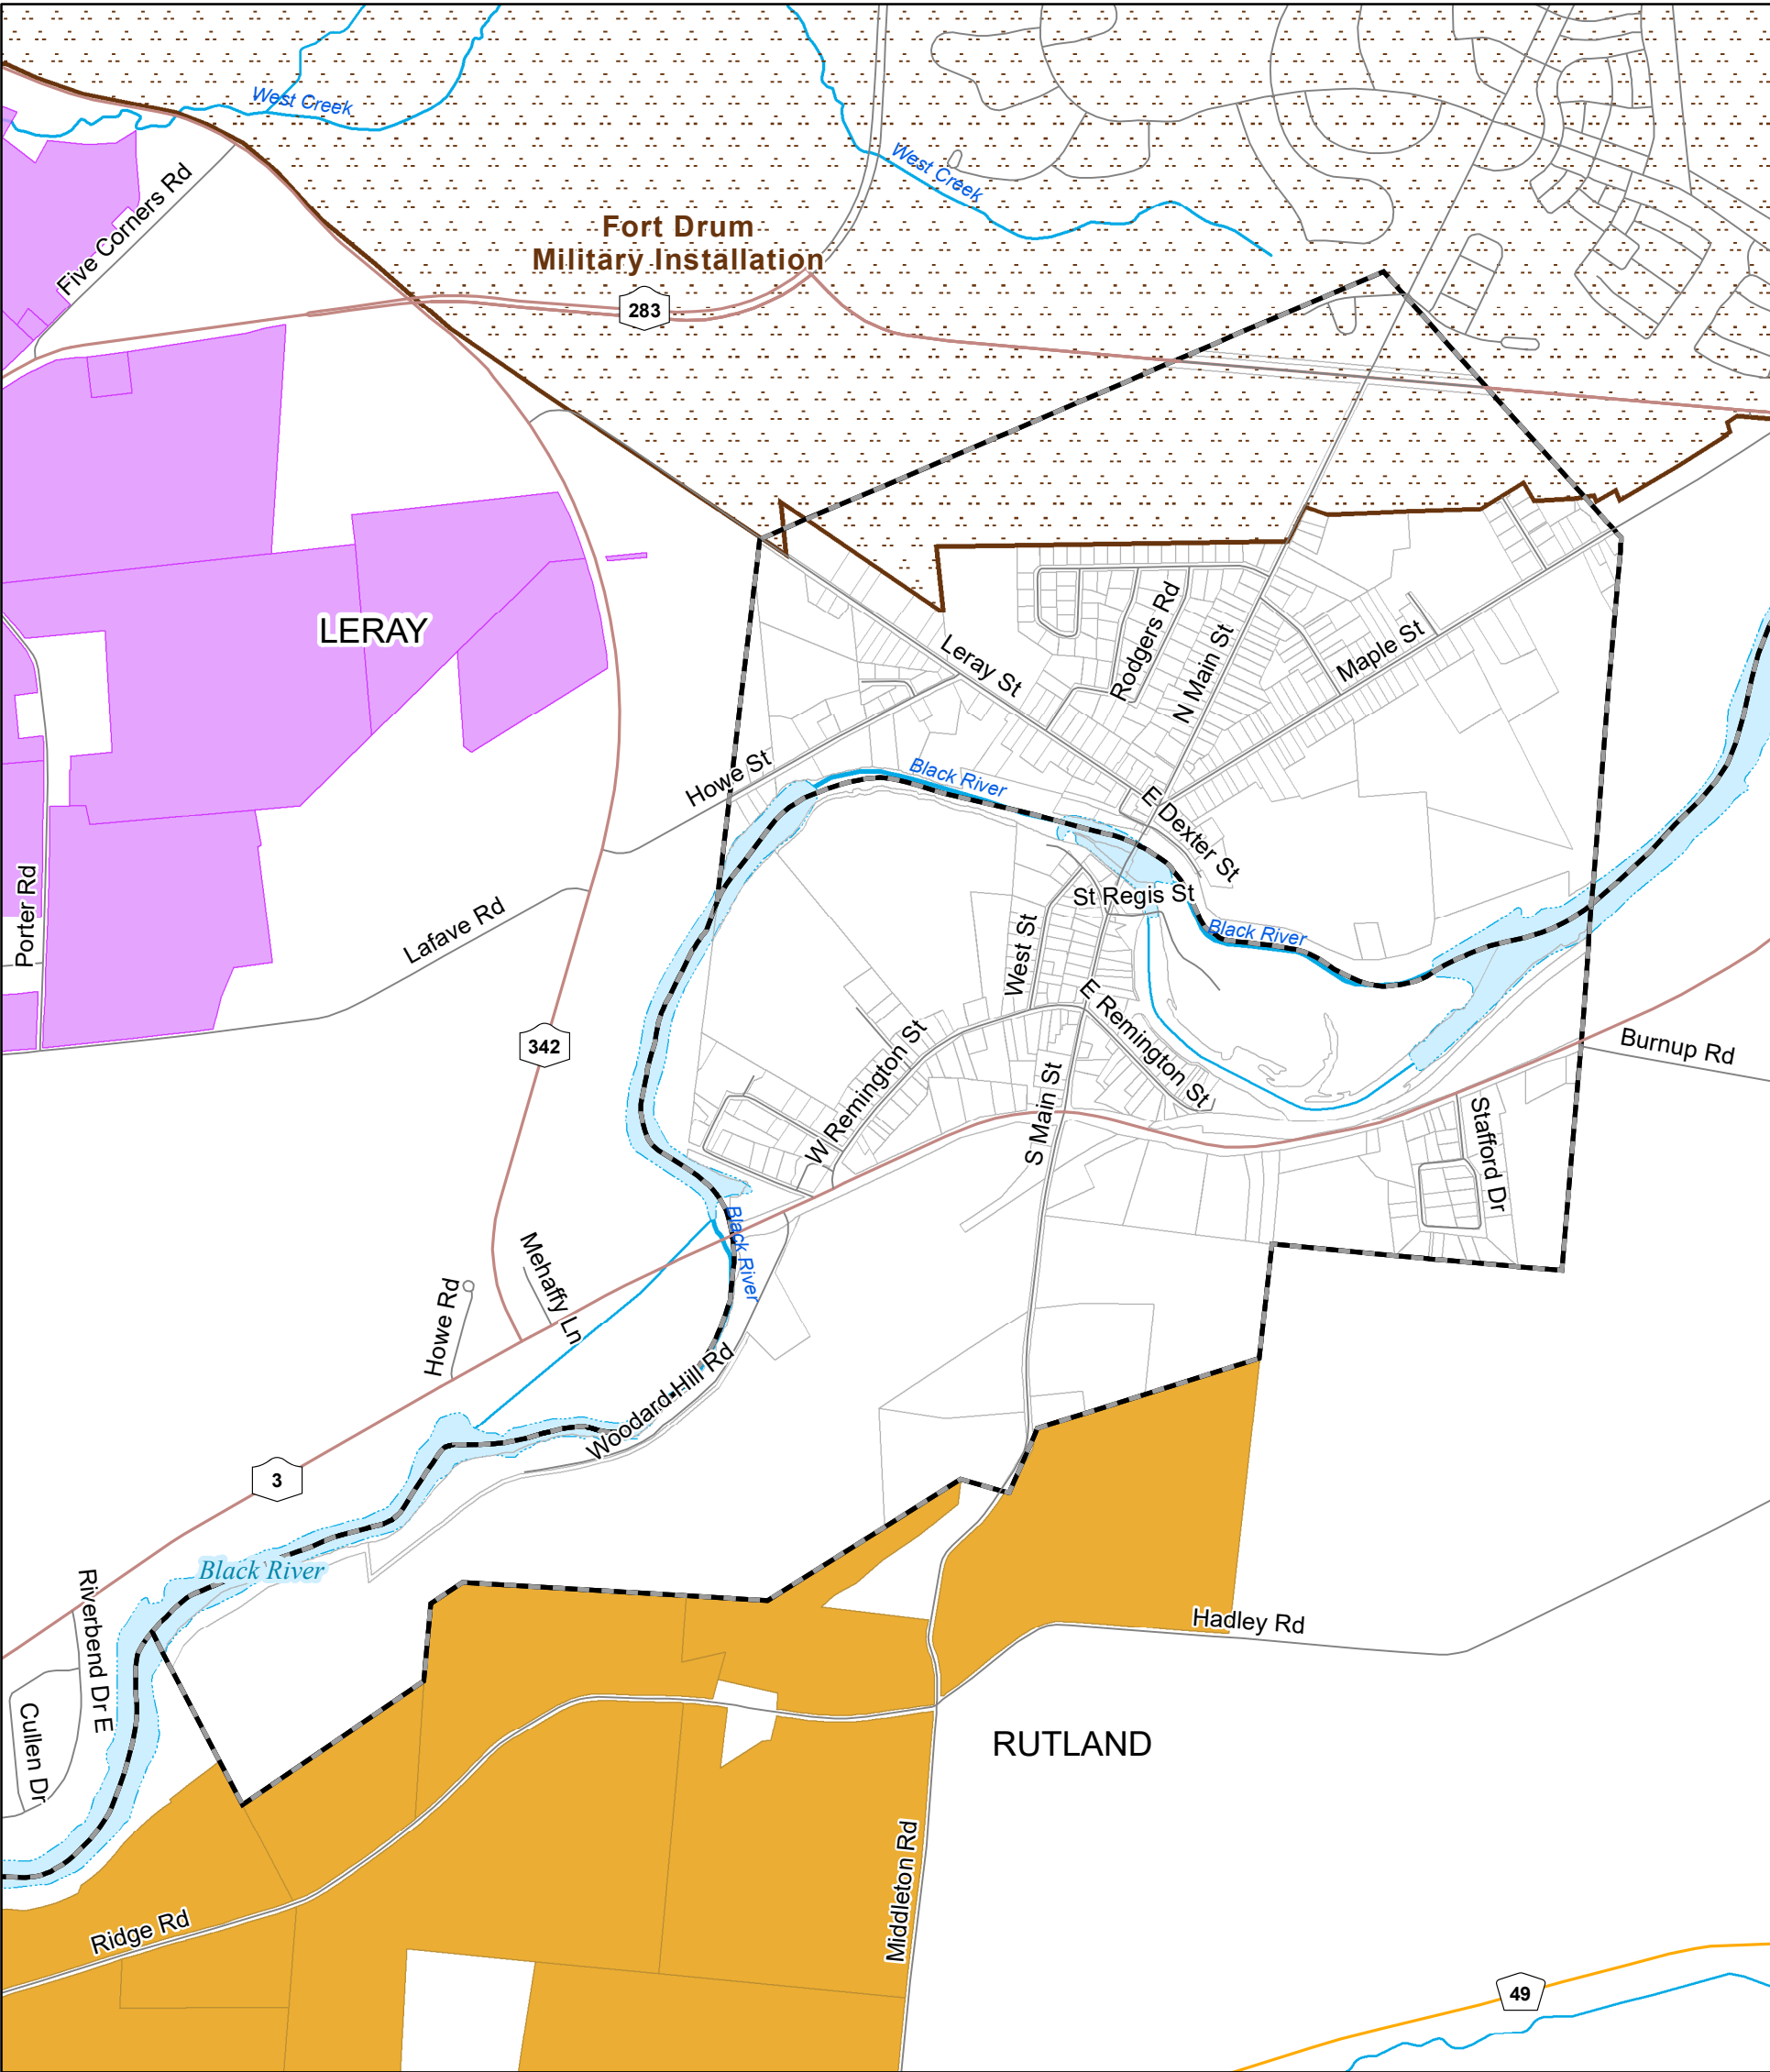 West Creek
West Creek
Five Corners Rd
Fort Drum
Military Installation
283
LERAY
Rodgers Rd
Leray St
N Main St
Maple St
Howe St
Black River
E Dexter St
Porter Rd
Lafave Rd
St Regis St
West St
Black River
E Remington St
342
W Remington St
S Main St
Burnup Rd
Stafford Dr
Black River
Mehaffy Ln
Howe Rd
Woodard Hill Rd
3
Black River
Riverbend Dr E
Hadley Rd
Cullen Dr
RUTLAND
Middleton Rd
Ridge Rd
49